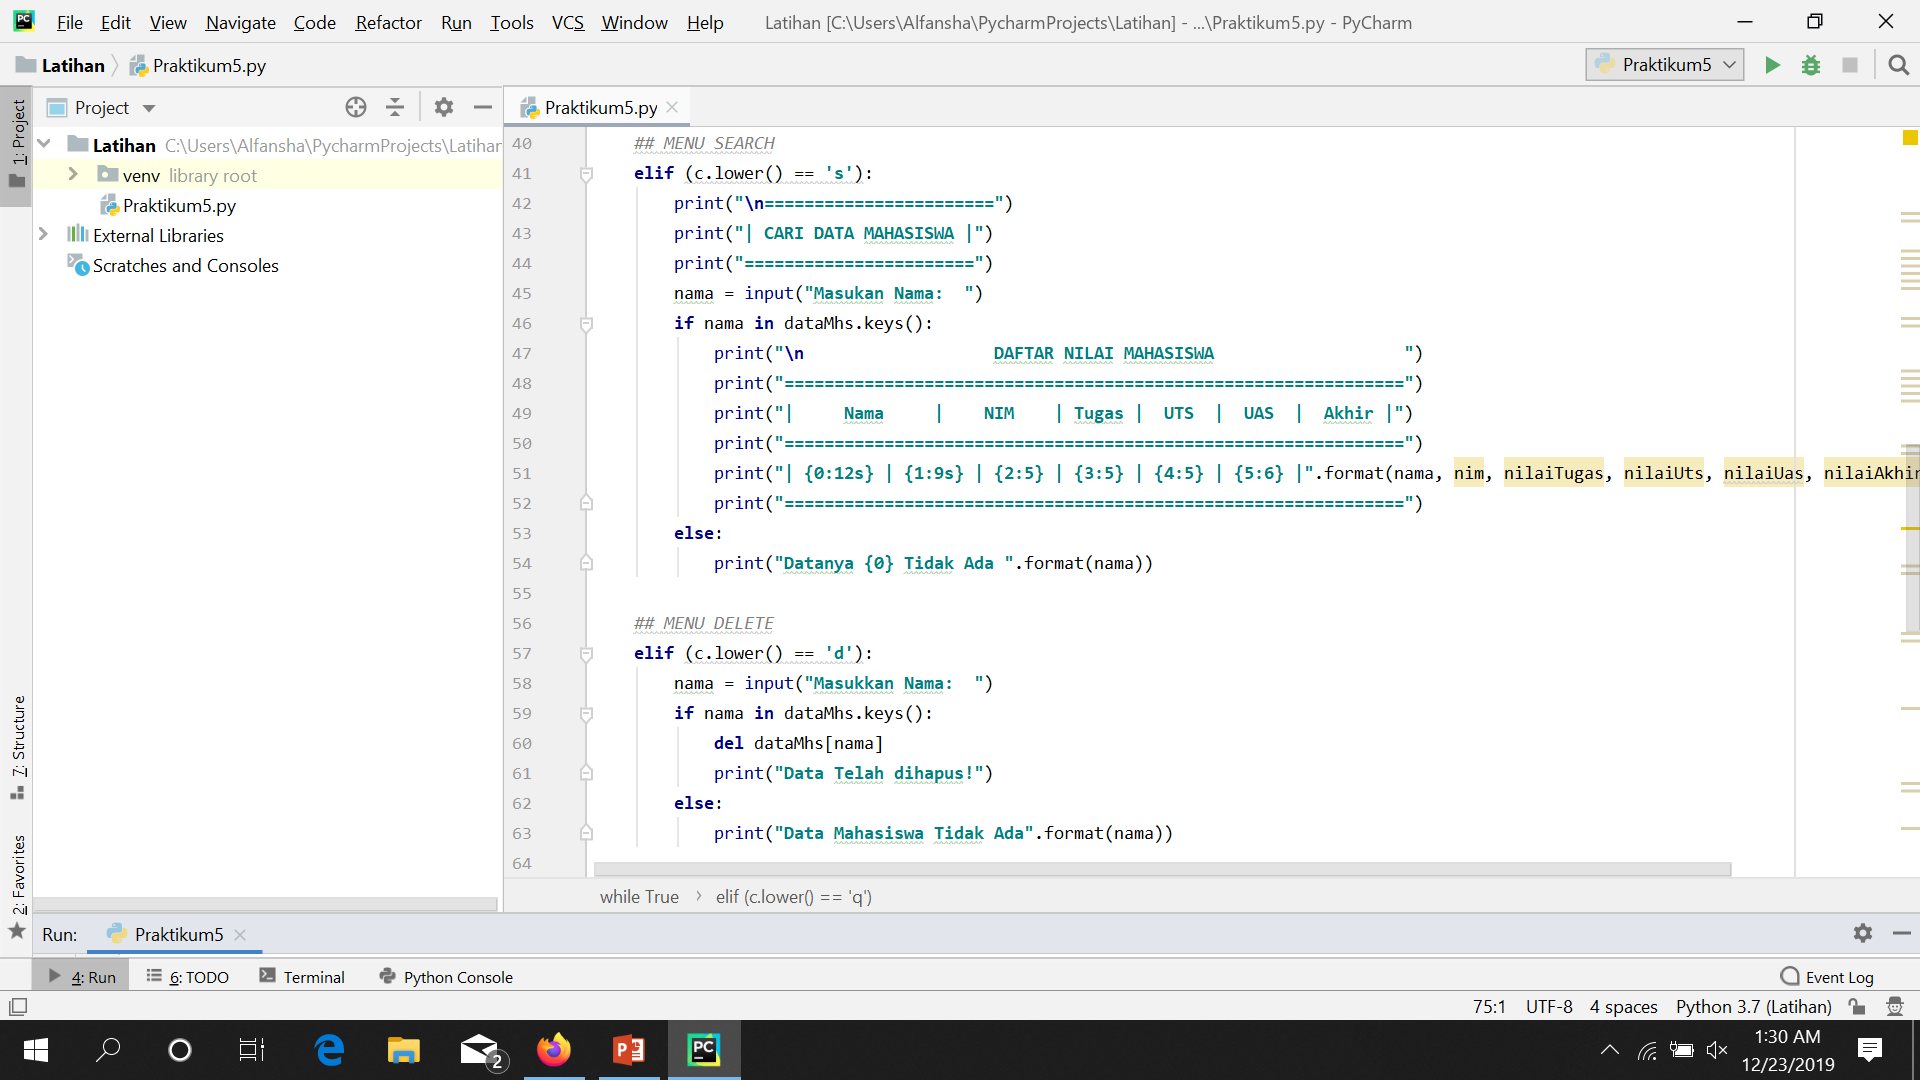 File Edit View Navigate Code Refactor Run Tools VCS Window Help Latihan [C:\Users\Alfansha\PycharmProjects\Latihan] - ...\Praktikum5.py - PyCharm
Latihan Praktikum5.py Praktikum5
1: Project
Project
Latihan C:\Users\Alfansha\PycharmProjects\Latihan
venv library root
Praktikum5.py
External Libraries
Scratches and Consoles
7: Structure
2: Favorites
Praktikum5.py
40 ## MENU SEARCH
41 elif (c.lower() == 's'):
42 print("\n=======================")
43 print("| CARI DATA MAHASISWA |")
44 print("=======================")
45 nama = input("Masukan Nama:  ")
46 if nama in dataMhs.keys():
47 print("\n                   DAFTAR NILAI MAHASISWA                   ")
48 print("==============================================================")
49 print("|     Nama     |    NIM    | Tugas |  UTS  |  UAS  |  Akhir |")
50 print("==============================================================")
51 print("| {0:12s} | {1:9s} | {2:5} | {3:5} | {4:5} | {5:6} |".format(nama, nim, nilaiTugas, nilaiUts, nilaiUas, nilaiAkhir
52 print("==============================================================")
53 else:
54 print("Datanya {0} Tidak Ada ".format(nama))
55
56 ## MENU DELETE
57 elif (c.lower() == 'd'):
58 nama = input("Masukkan Nama:  ")
59 if nama in dataMhs.keys():
60 del dataMhs[nama]
61 print("Data Telah dihapus!")
62 else:
63 print("Data Mahasiswa Tidak Ada".format(nama))
64
while True elif (c.lower() == 'q')
Run: Praktikum5
4: Run 6: TODO Terminal Python Console Event Log
75:1 UTF-8 4 spaces Python 3.7 (Latihan)
2
1:30 AM
12/23/2019